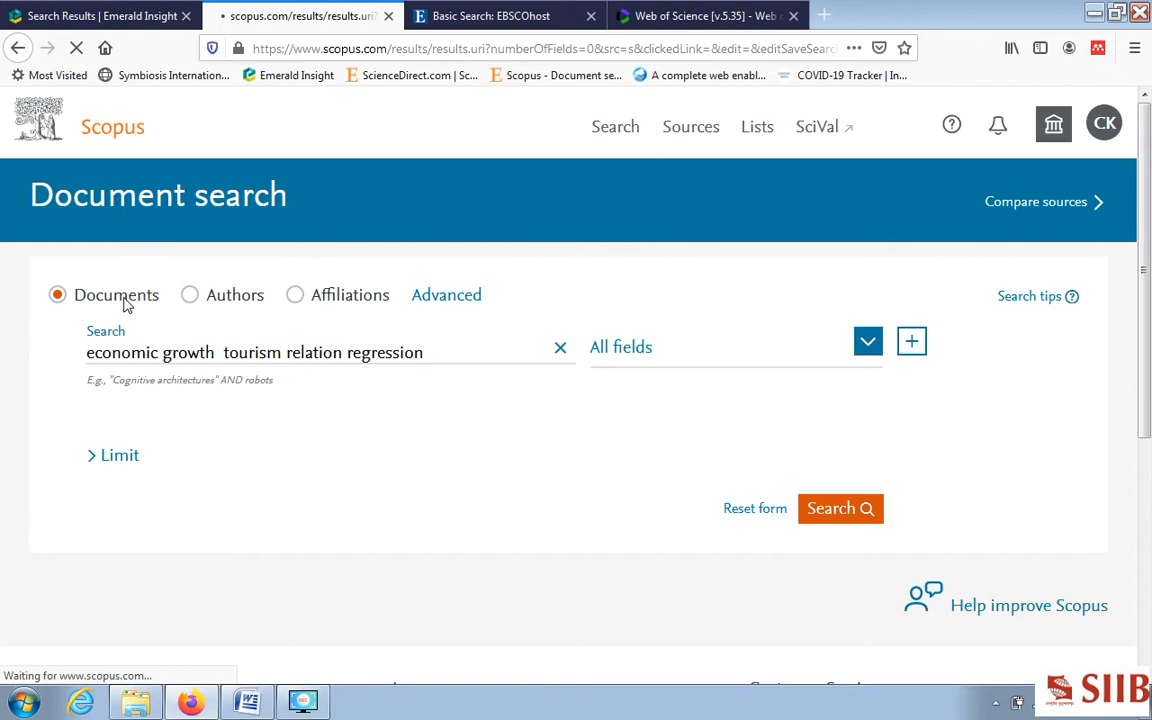 Search Results | Emerald Insight
scopus.com/results/results.uri?
Basic Search: EBSCOhost
Web of Science [v.5.35] - Web
https://www.scopus.com/results/results.uri?numberOfFields=0&src=s&clickedLink=&edit=&editSaveSearc
Most Visited
Symbiosis Internation...
Emerald Insight
ScienceDirect.com | Sc...
Scopus - Document se...
A complete web enabl...
COVID-19 Tracker | In...
Scopus
Search
Sources
Lists
SciVal
CK
Document search
Compare sources
Documents
Authors
Affiliations
Advanced
Search tips
Search
economic growth  tourism relation regression
All fields
E.g., "Cognitive architectures" AND robots
Limit
Reset form
Search
Help improve Scopus
Waiting for www.scopus.com...
REC
SIIB